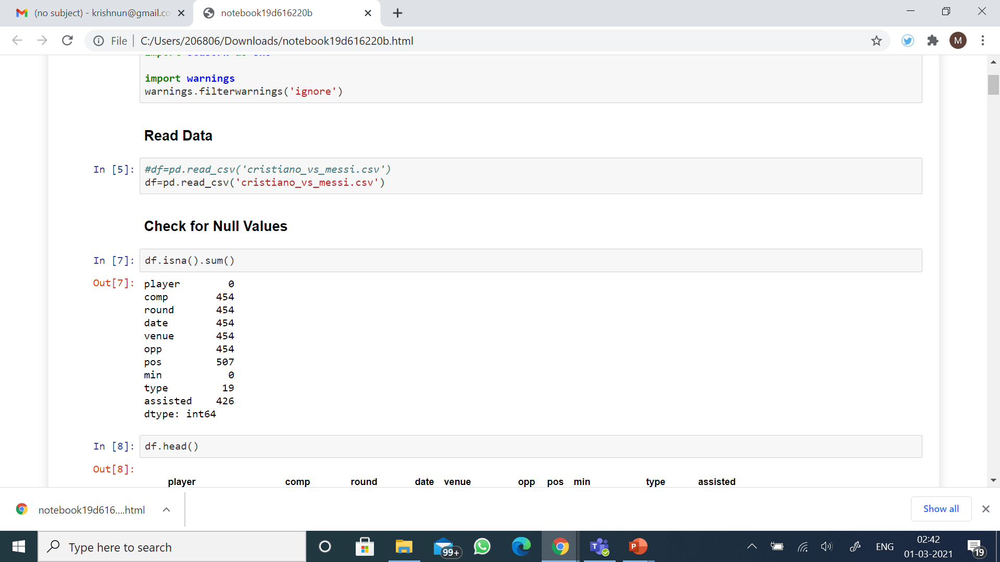 (no subject) - krishnun@gmail.co
notebook19d616220b
File
C:/Users/206806/Downloads/notebook19d616220b.html
M
import warnings
warnings.filterwarnings('ignore')
Read Data
In [5]:
#df=pd.read_csv('cristiano_vs_messi.csv')
df=pd.read_csv('cristiano_vs_messi.csv')
Check for Null Values
In [7]:
df.isna().sum()
Out[7]:
player 0
comp 454
round 454
date 454
venue 454
opp 454
pos 507
min 0
type 19
assisted 426
dtype: int64
In [8]:
df.head()
Out[8]:
player comp round date venue opp pos min type assisted
notebook19d616....html
Show all
Type here to search
99+
T
P
ENG
02:42
01-03-2021
19